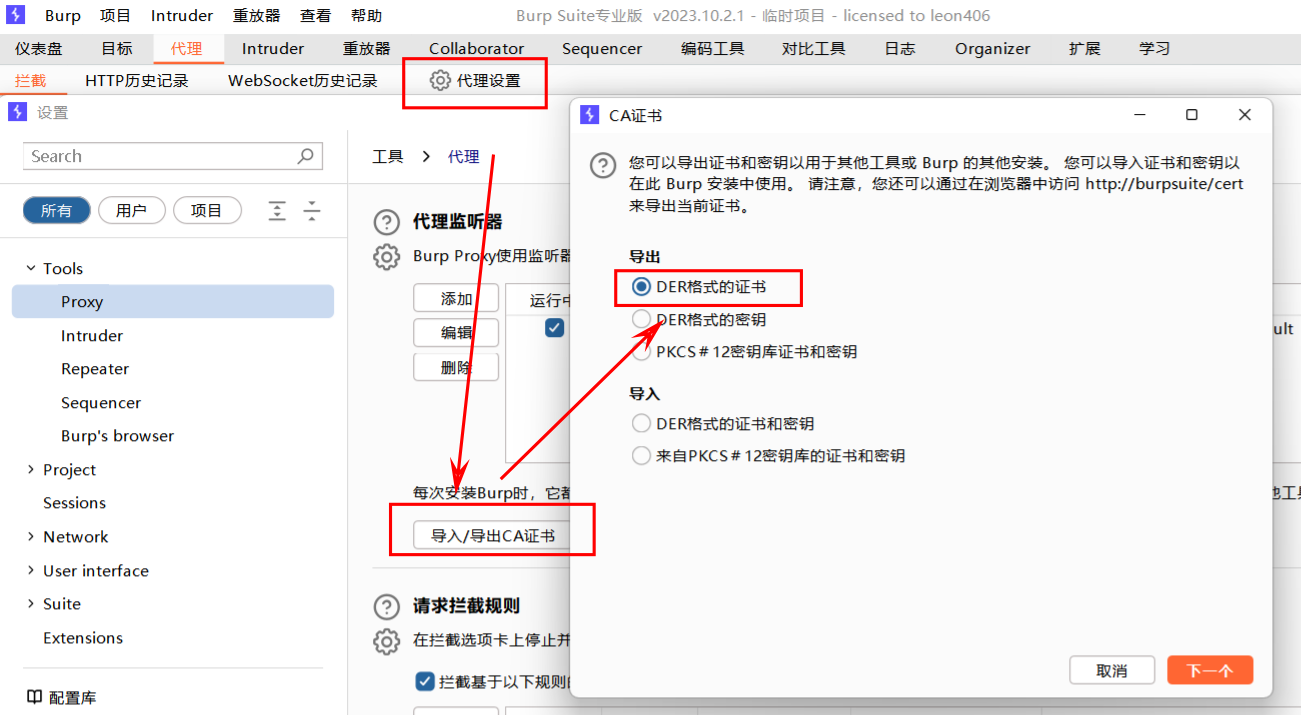 Burp 项目 Intruder 重放器 查看 帮助 Burp Suite专业版 v2023.10.2.1 - 临时项目 - licensed to leon406
仪表盘 目标 代理 Intruder 重放器 Collaborator Sequencer 编码工具 对比工具 日志 Organizer 扩展 学习
拦截 HTTP历史记录 WebSocket历史记录 代理设置
设置
Search
所有 用户 项目
Tools
Proxy
Intruder
Repeater
Sequencer
Burp's browser
Project
Sessions
Network
User interface
Suite
Extensions
配置库
工具 > 代理
代理监听器
Burp Proxy使用监听器
添加 运行中
编辑 ult
删除
每次安装Burp时，它都 他工具
导入/导出CA证书
请求拦截规则
在拦截选项卡上停止并
拦截基于以下规则的
CA证书
您可以导出证书和密钥以用于其他工具或 Burp 的其他安装。 您可以导入证书和密钥以
在此 Burp 安装中使用。 请注意，您还可以通过在浏览器中访问 http://burpsuite/cert
来导出当前证书。
导出
DER格式的证书
DER格式的密钥
PKCS＃12密钥库证书和密钥
导入
DER格式的证书和密钥
来自PKCS＃12密钥库的证书和密钥
取消 下一个